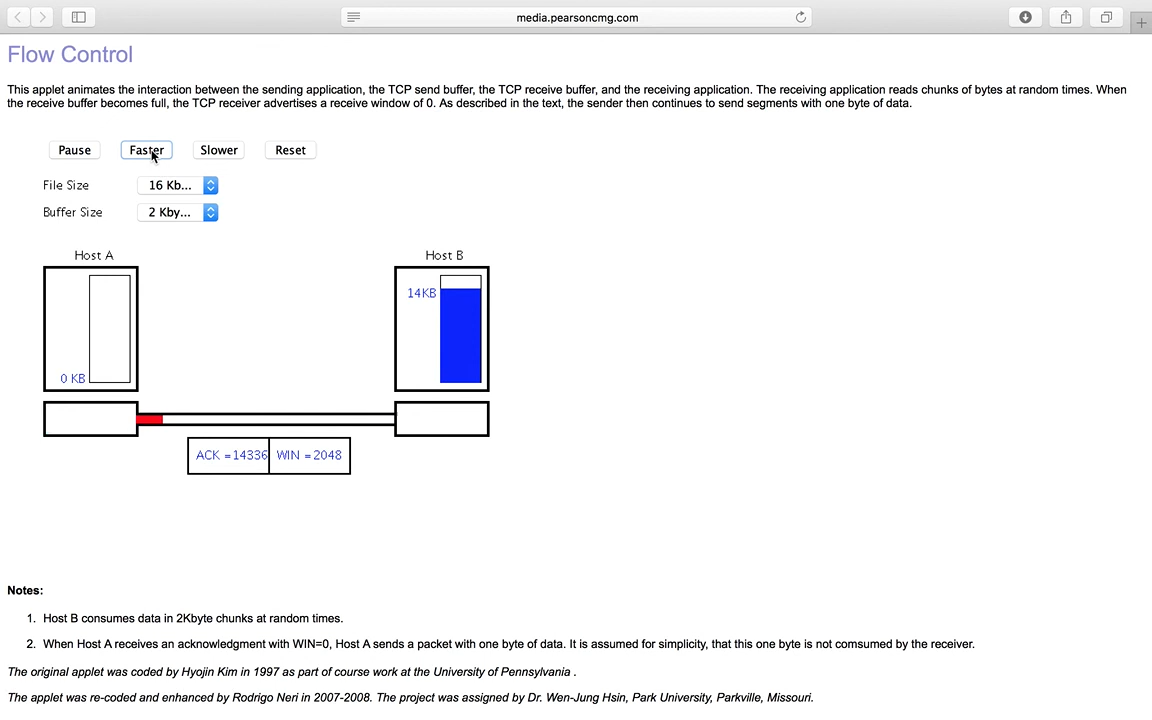 media.pearsoncmg.com
Flow Control
This applet animates the interaction between the sending application, the TCP send buffer, the TCP receive buffer, and the receiving application. The receiving application reads chunks of bytes at random times. When
the receive buffer becomes full, the TCP receiver advertises a receive window of 0. As described in the text, the sender then continues to send segments with one byte of data.
Pause Faster Slower Reset
File Size 16 Kb...
Buffer Size 2 Kby...
Host A Host B
14KB
0 KB
ACK =14336 WIN =2048
Notes:
1. Host B consumes data in 2Kbyte chunks at random times.
2. When Host A receives an acknowledgment with WIN=0, Host A sends a packet with one byte of data. It is assumed for simplicity, that this one byte is not comsumed by the receiver.
The original applet was coded by Hyojin Kim in 1997 as part of course work at the University of Pennsylvania .
The applet was re-coded and enhanced by Rodrigo Neri in 2007-2008. The project was assigned by Dr. Wen-Jung Hsin, Park University, Parkville, Missouri.